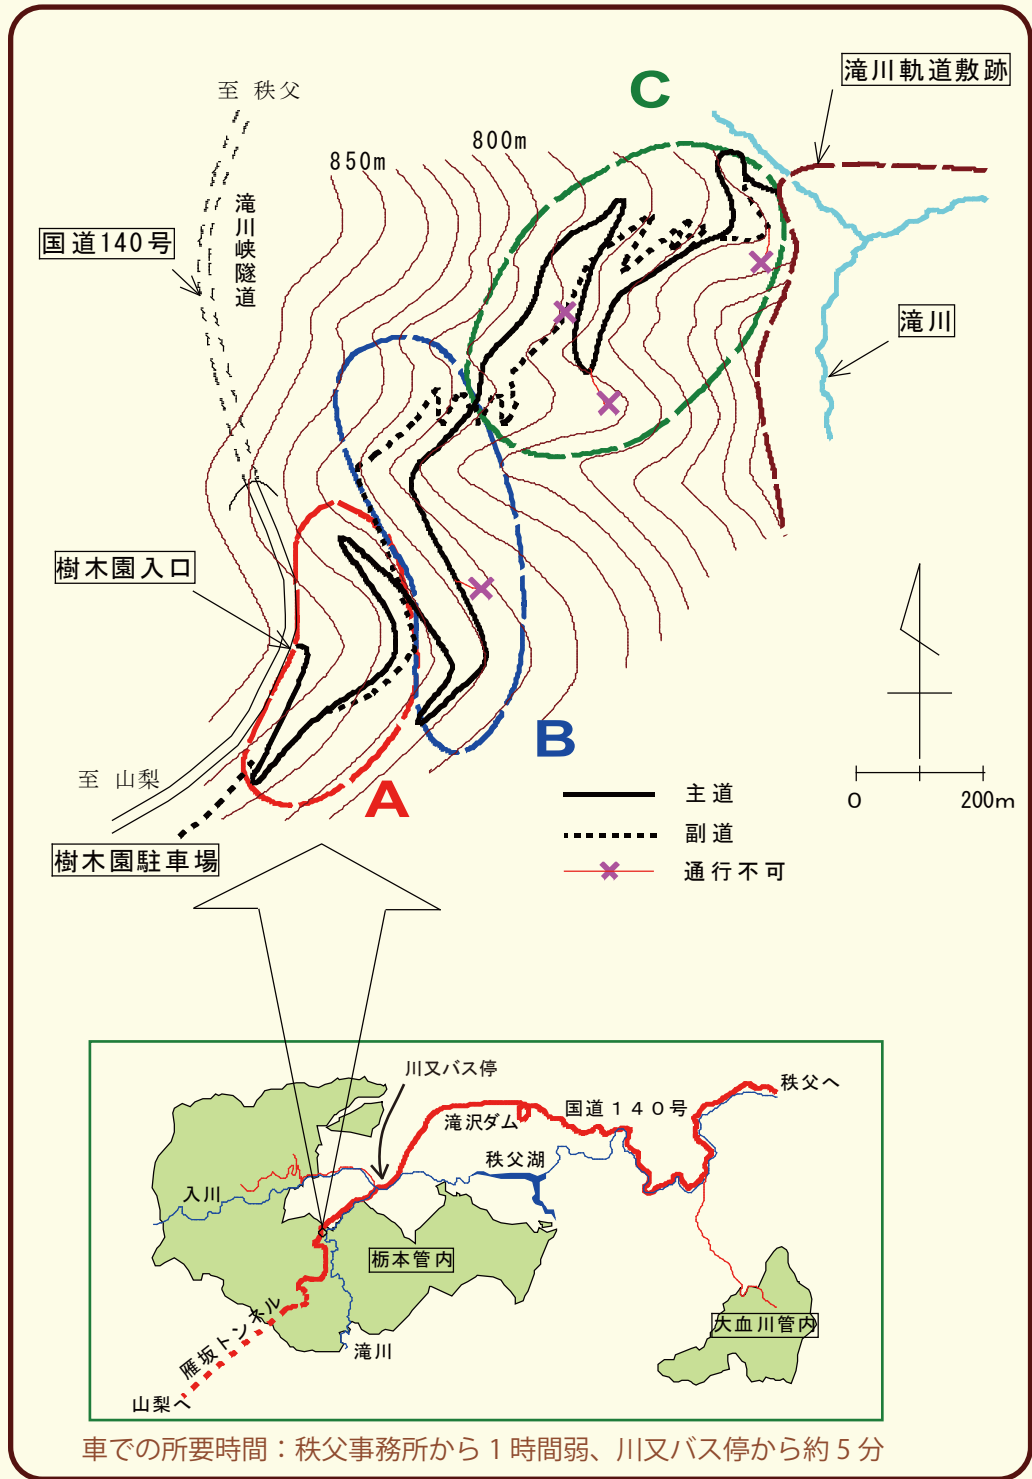 C
滝川軌道敷跡
至 秩父
850m
800m
滝川峡隧道
国道140号
滝川
樹木園入口
B
至 山梨
A
0
200m
主道
副道
通行不可
樹木園駐車場
川又バス停
秩父へ
滝沢ダム
国道140号
秩父湖
入川
栃本管内
大血川管内
雁坂トンネル
滝川
山梨へ
車での所要時間：秩父事務所から1時間弱、川又バス停から約5分